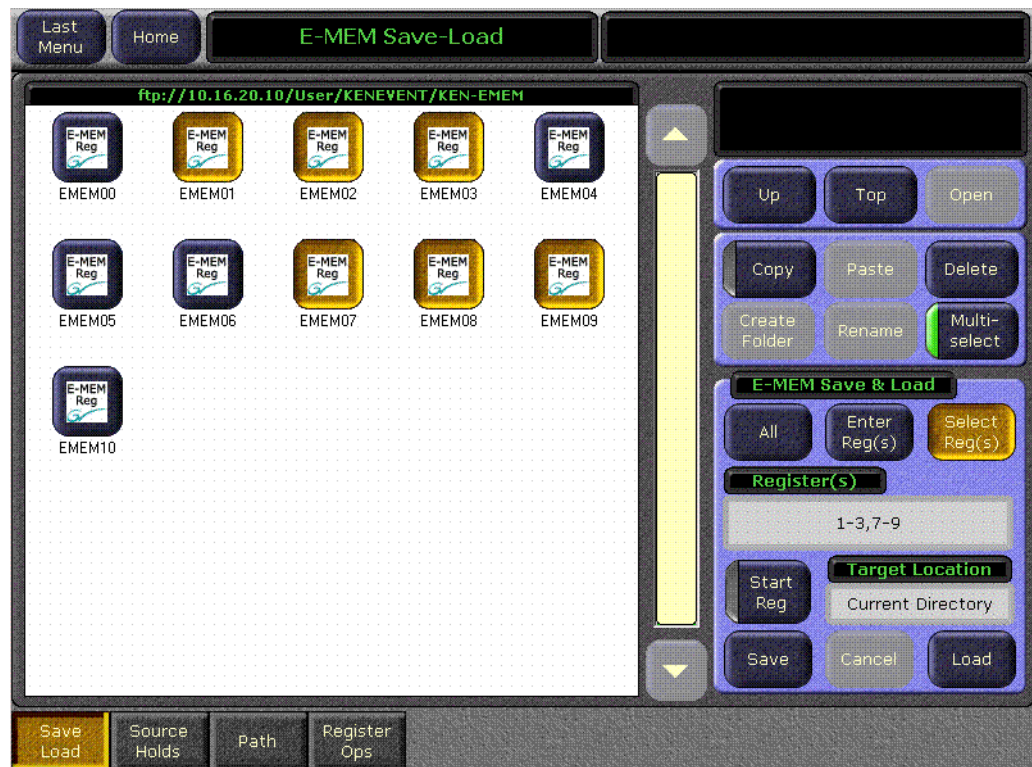 Last
Menu
Home
E-MEM Save-Load
ftp://10.16.20.10/User/KENEVENT/KEN-EMEM
E-MEM
Reg
E-MEM
Reg
E-MEM
Reg
E-MEM
Reg
E-MEM
Reg
EMEM00
EMEM01
EMEM02
EMEM03
EMEM04
E-MEM
Reg
E-MEM
Reg
E-MEM
Reg
E-MEM
Reg
E-MEM
Reg
EMEM05
EMEM06
EMEM07
EMEM08
EMEM09
E-MEM
Reg
EMEM10
Up
Top
Open
Copy
Paste
Delete
Create
Folder
Rename
Multi-
select
E-MEM Save & Load
All
Enter
Reg(s)
Select
Reg(s)
Register(s)
1-3,7-9
Start
Reg
Target Location
Current Directory
Save
Cancel
Load
Save
Load
Source
Holds
Path
Register
Ops